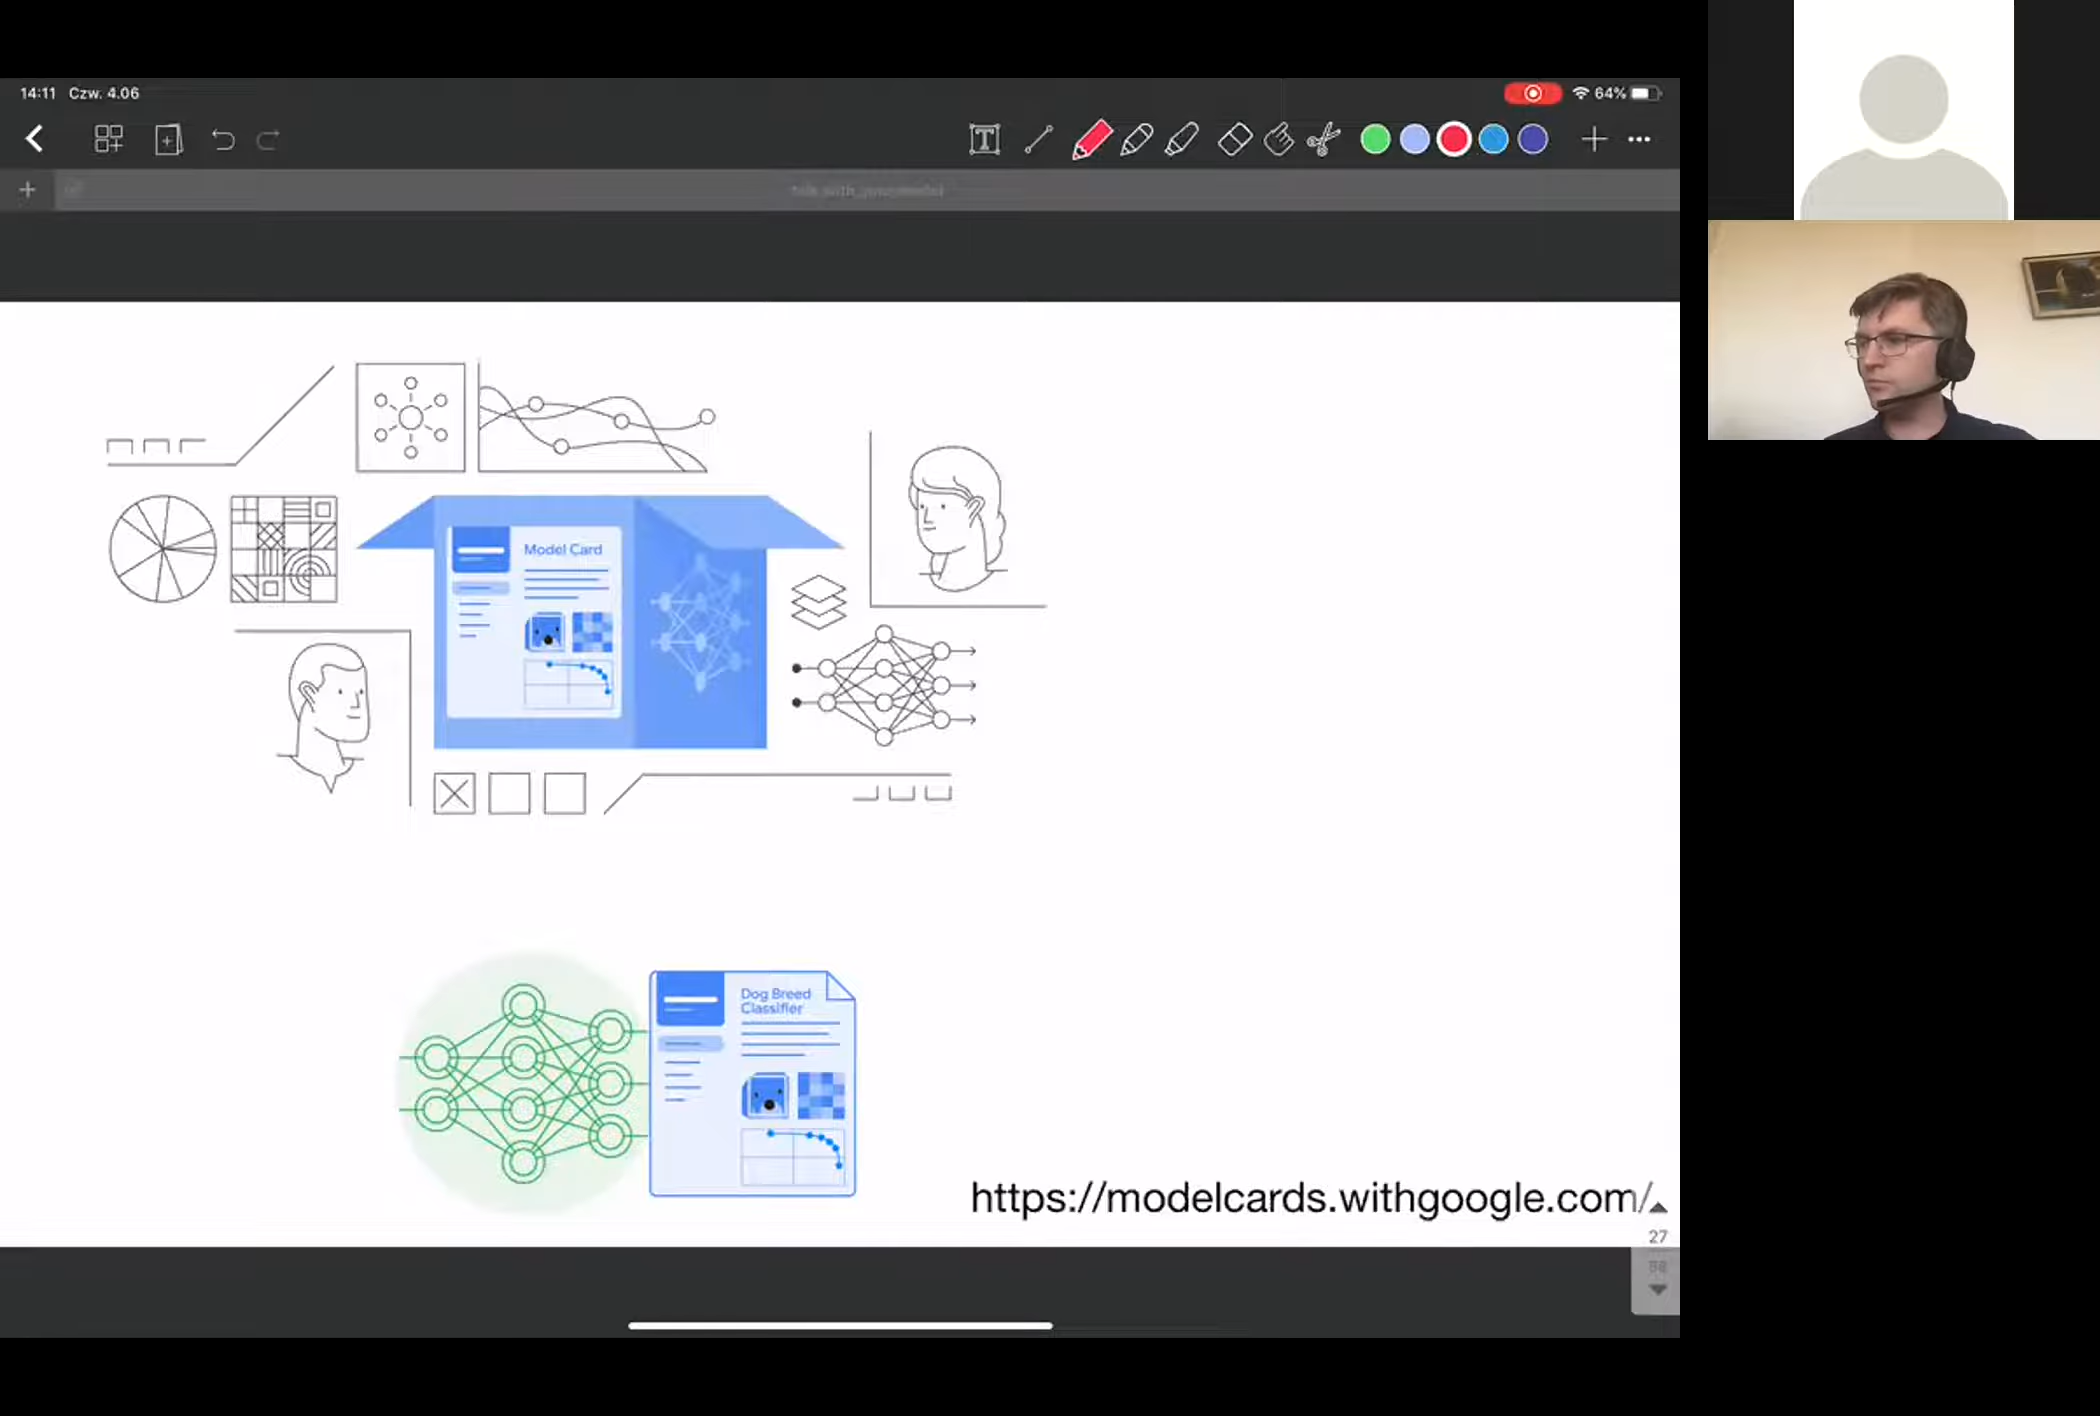 14:11 Czw. 4.06
64%
T
Model Card
Dog Breed
Classifier
https://modelcards.withgoogle.com/
27